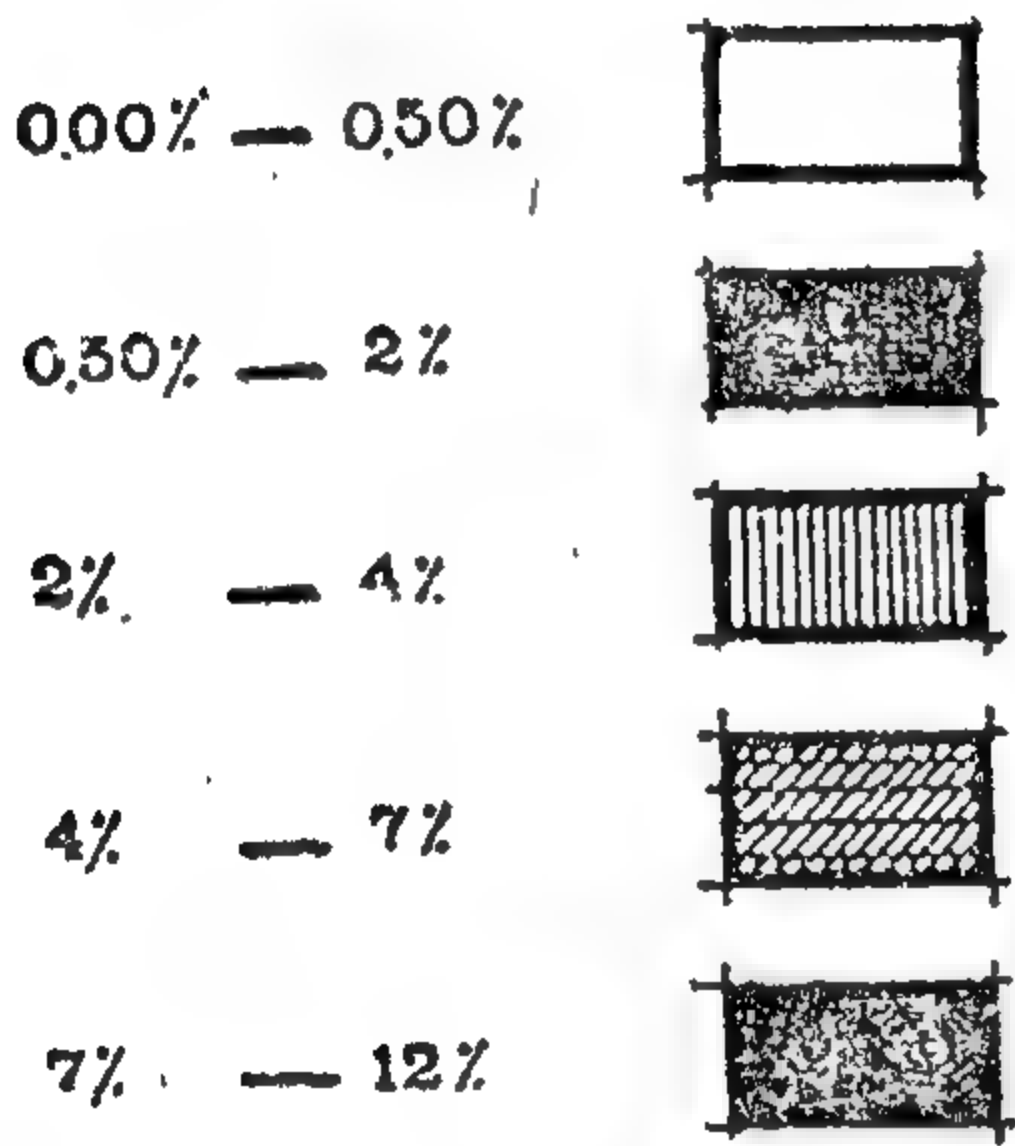 0.00% — 0.50%
0.50% — 2%
2% — 4%
4% — 7%
7% — 12%